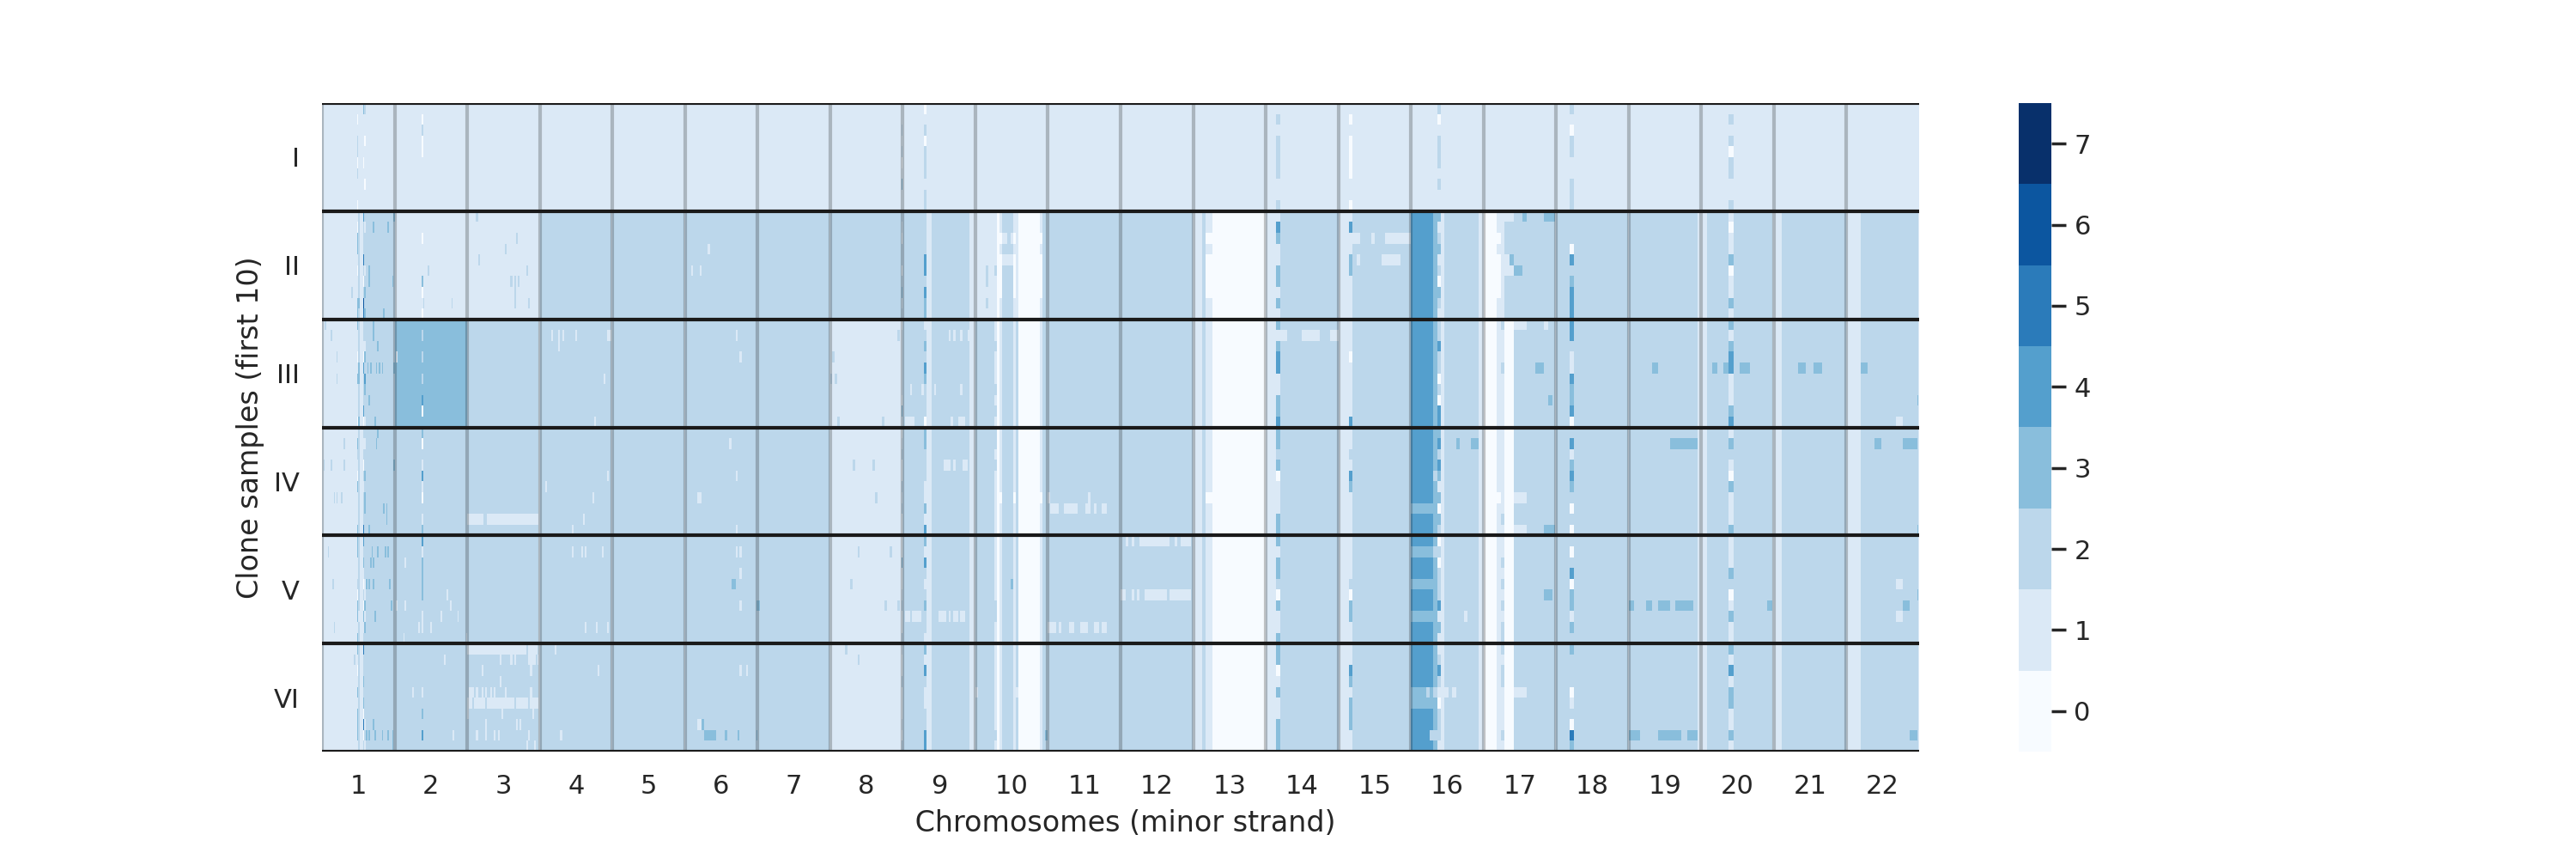 Clone samples (first 10)
I
II
III
IV
V
VI
1 2 3 4 5 6 7 8 9 10 11 12 13 14 15 16 17 18 19 20 21 22
Chromosomes (minor strand)
7
6
5
4
3
2
1
0